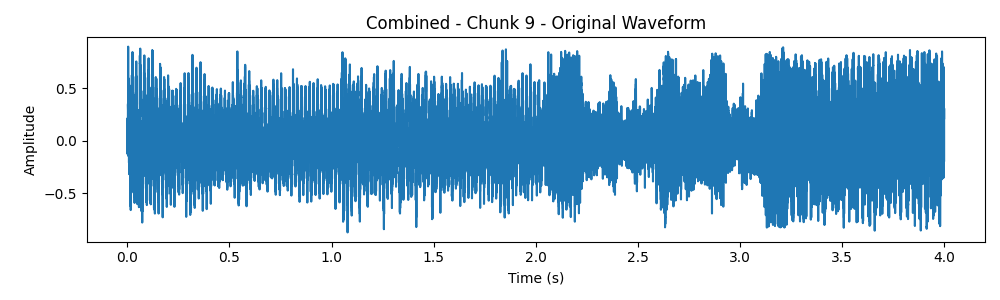 Combined - Chunk 9 - Original Waveform
Amplitude
0.5
0.0
−0.5
0.0 0.5 1.0 1.5 2.0 2.5 3.0 3.5 4.0
Time (s)